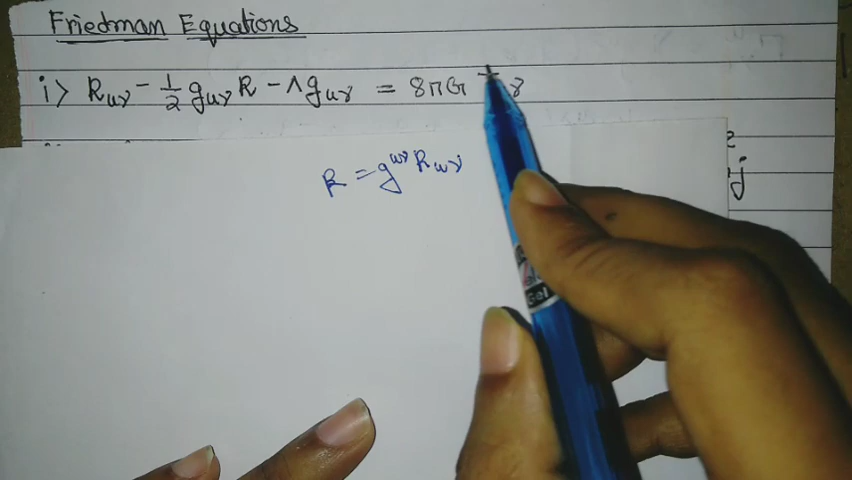 Friedman Equations
i> Rμν - 1/2 gμν R - Λgμν = 8πG T
R = g^μν Rμν